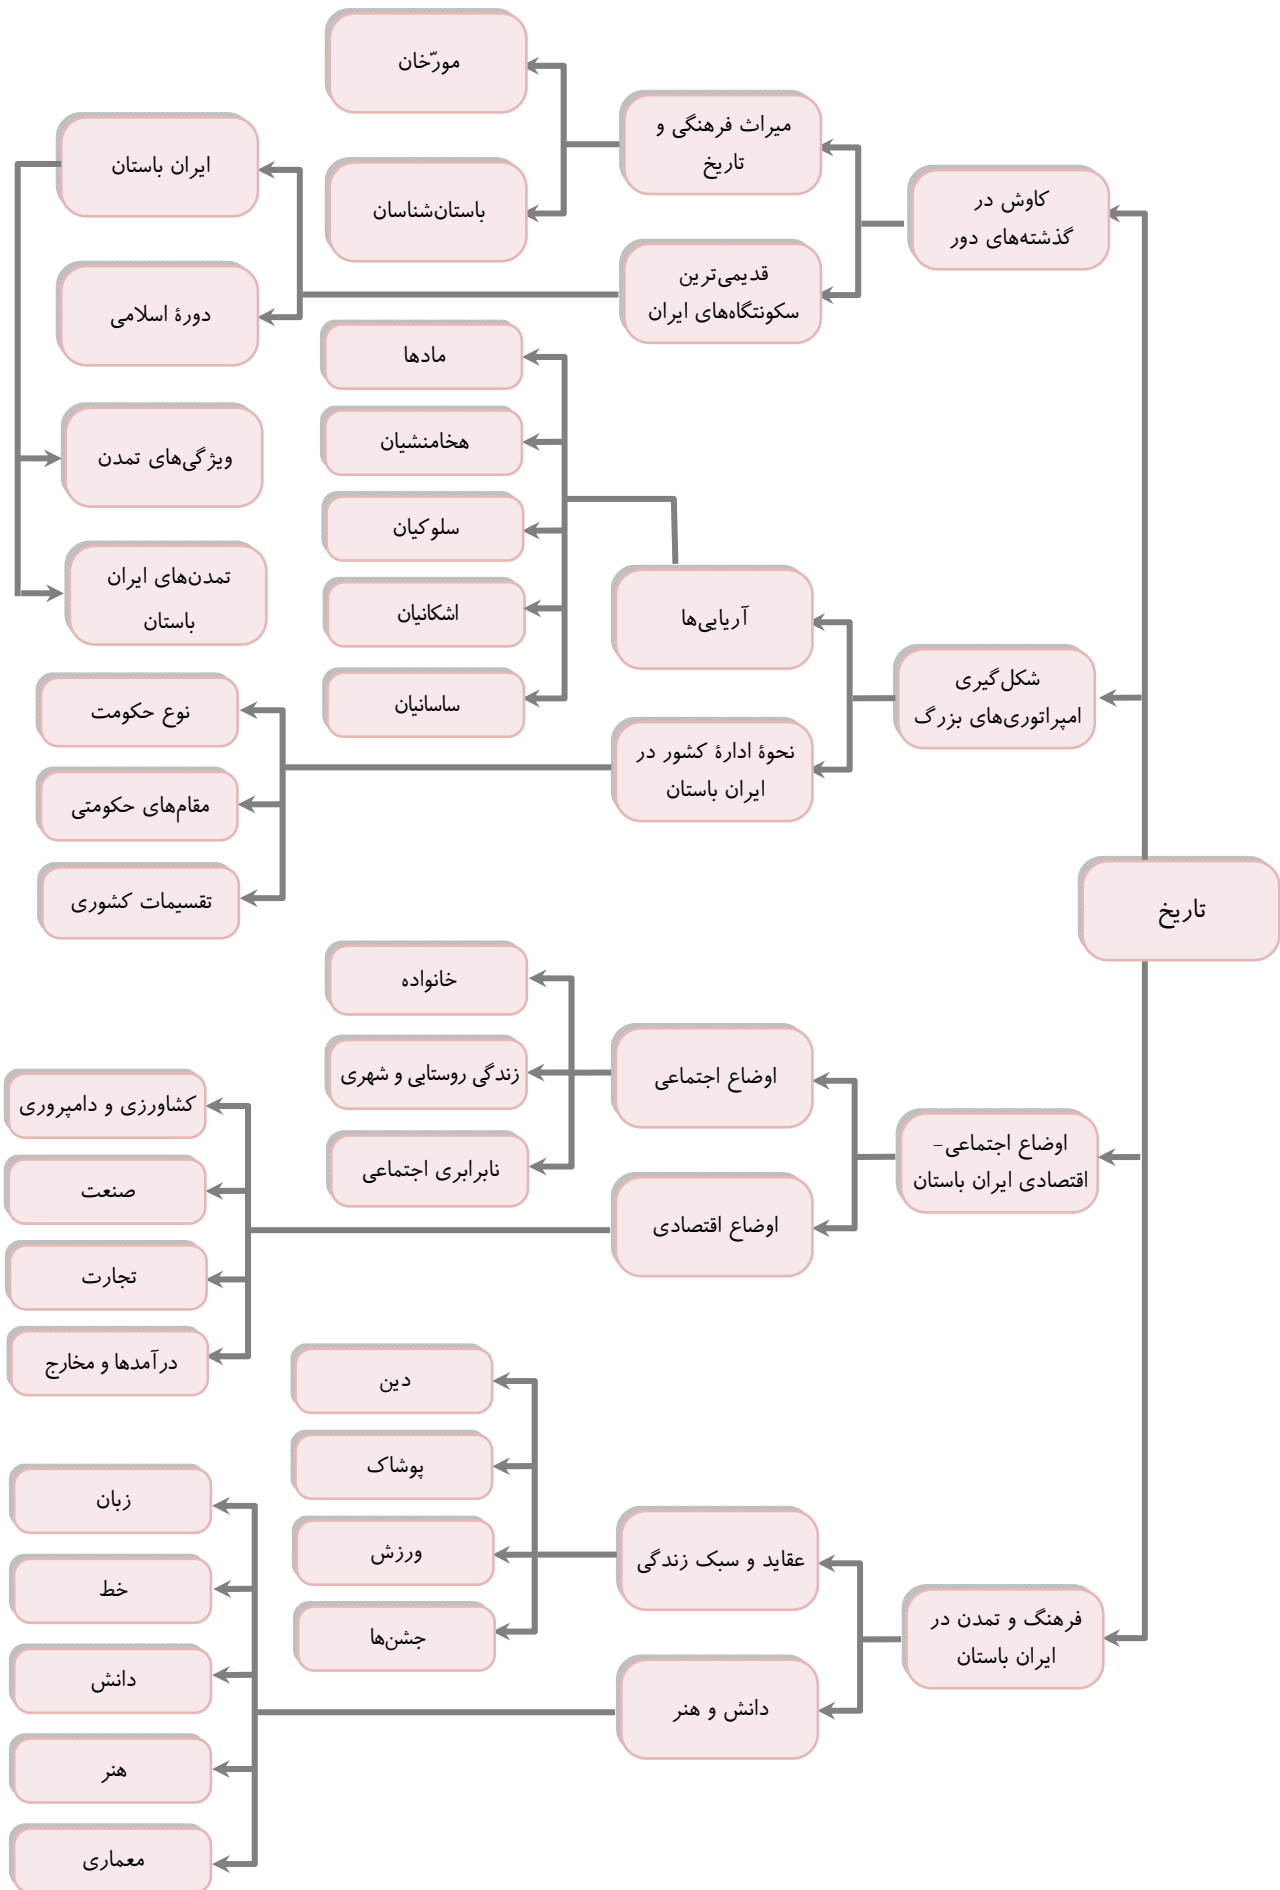 تاریخ
کاوش در
گذشته‌های دور
میراث فرهنگی و
تاریخ
مورّخان
باستان‌شناسان
قدیمی‌ترین
سکونتگاه‌های ایران
ایران باستان
دورۀ اسلامی
ویژگی‌های تمدن
تمدن‌های ایران
باستان
شکل‌گیری
امپراتوری‌های بزرگ
آریایی‌ها
مادها
هخامنشیان
سلوکیان
اشکانیان
ساسانیان
نحوۀ ادارۀ کشور در
ایران باستان
نوع حکومت
مقام‌های حکومتی
تقسیمات کشوری
اوضاع اجتماعی-
اقتصادی ایران باستان
اوضاع اجتماعی
خانواده
زندگی روستایی و شهری
نابرابری اجتماعی
اوضاع اقتصادی
کشاورزی و دامپروری
صنعت
تجارت
درآمدها و مخارج
فرهنگ و تمدن در
ایران باستان
عقاید و سبک زندگی
دین
پوشاک
ورزش
جشن‌ها
دانش و هنر
زبان
خط
دانش
هنر
معماری